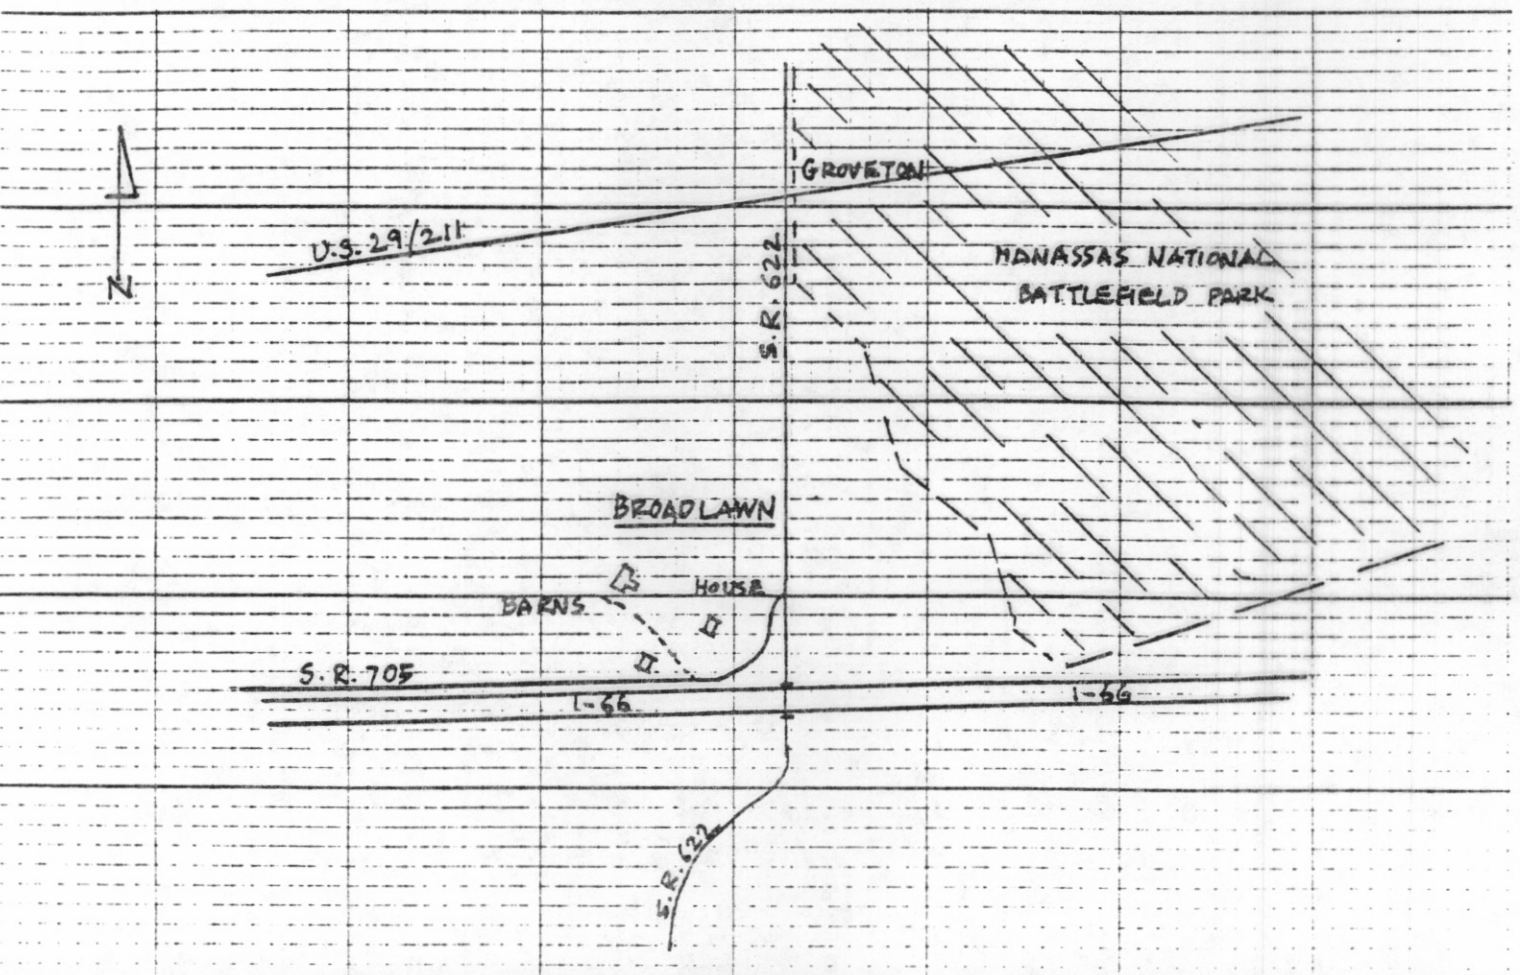 GROVETON
U.S. 29/211
N
S.R. 622
MANASSAS NATIONAL
BATTLEFIELD PARK
BROADLAWN
HOUSE
BARNS
S.R. 705
I-66
I-66
S.R. 622